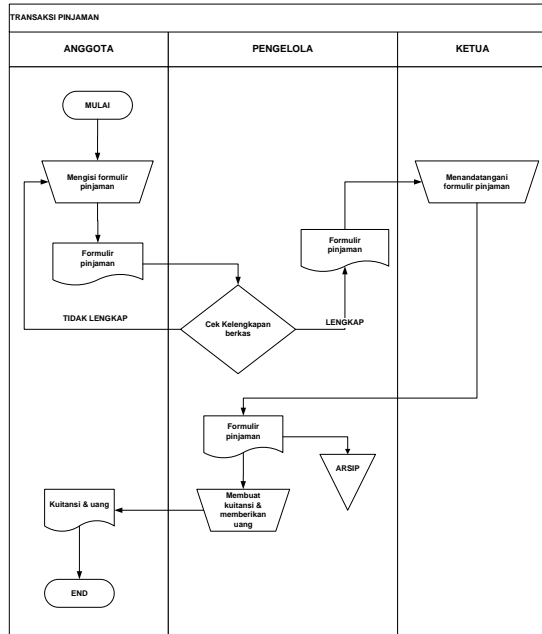 TRANSAKSI PINJAMAN
ANGGOTA
PENGELOLA
KETUA
MULAI
Mengisi formulir
pinjaman
Menandatangani
formulir pinjaman
Formulir
pinjaman
Formulir
pinjaman
TIDAK LENGKAP
Cek Kelengkapan
berkas
LENGKAP
Formulir
pinjaman
ARSIP
Kuitansi & uang
Membuat
kuitansi &
memberikan
uang
END